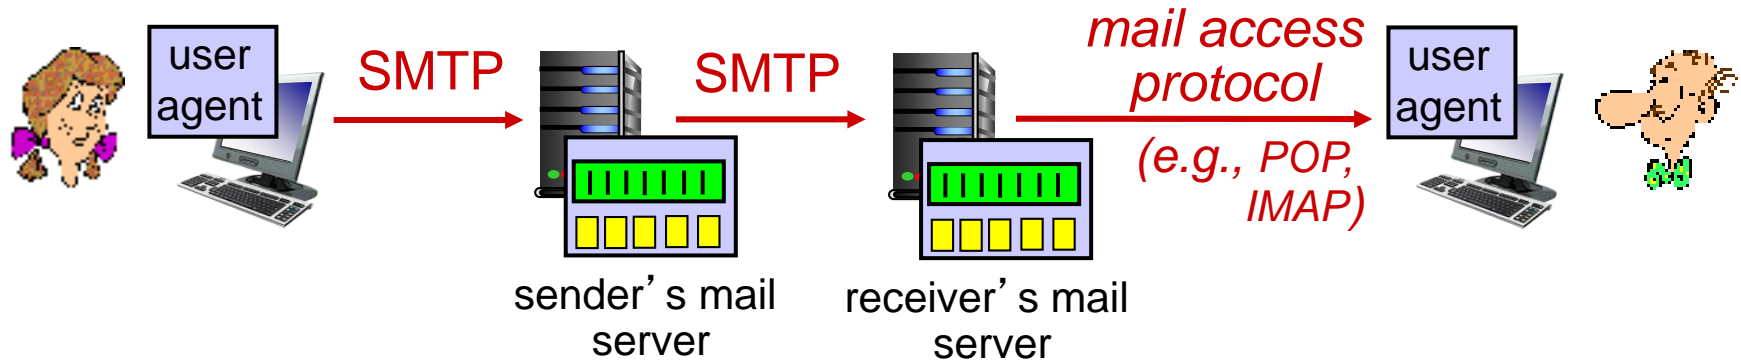 user
agent
SMTP
SMTP
mail access
protocol
(e.g., POP,
IMAP)
user
agent
sender’s mail
server
receiver’s mail
server